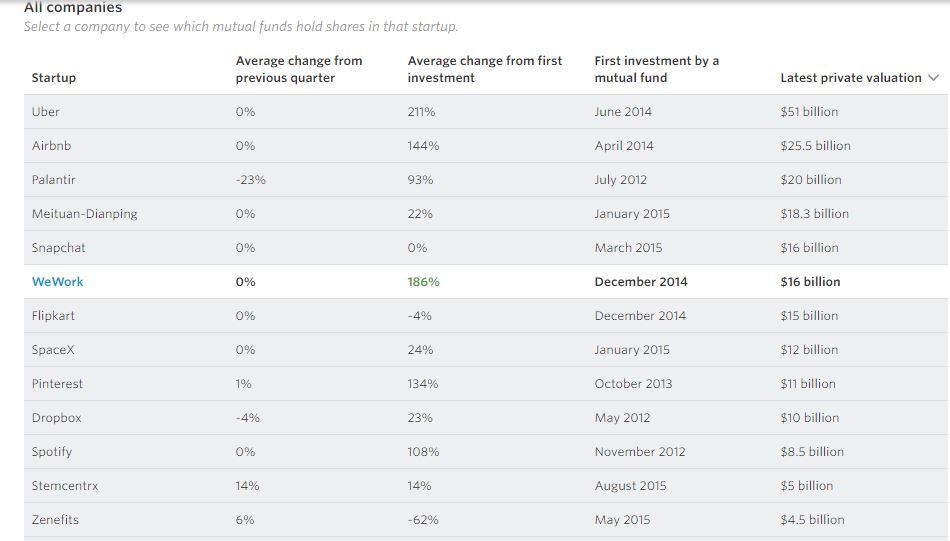 All companies
Select a company to see which mutual funds hold shares in that startup.
Startup Average change from previous quarter Average change from first investment First investment by a mutual fund Latest private valuation
Uber 0% 211% June 2014 $51 billion
Airbnb 0% 144% April 2014 $25.5 billion
Palantir -23% 93% July 2012 $20 billion
Meituan-Dianping 0% 22% January 2015 $18.3 billion
Snapchat 0% 0% March 2015 $16 billion
WeWork 0% 186% December 2014 $16 billion
Flipkart 0% -4% December 2014 $15 billion
SpaceX 0% 24% January 2015 $12 billion
Pinterest 1% 134% October 2013 $11 billion
Dropbox -4% 23% May 2012 $10 billion
Spotify 0% 108% November 2012 $8.5 billion
Stemcentrx 14% 14% August 2015 $5 billion
Zenefits 6% -62% May 2015 $4.5 billion